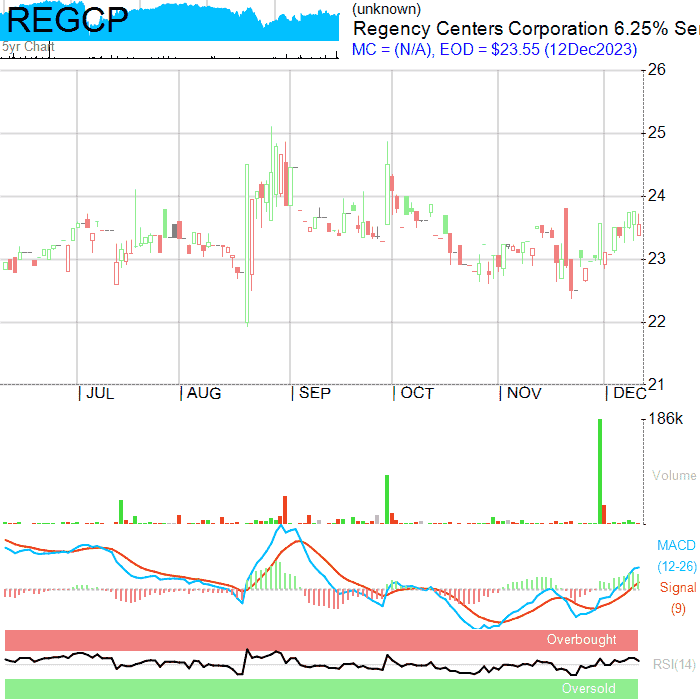 REGCP
5yr Chart
(unknown)
Regency Centers Corporation 6.25% Se
MC = (N/A), EOD = $23.55 (12Dec2023)
26
25
24
23
22
21
JUL
AUG
SEP
OCT
NOV
DEC
186k
Volume
MACD
(12-26)
Signal
(9)
Overbought
RSI(14)
Oversold